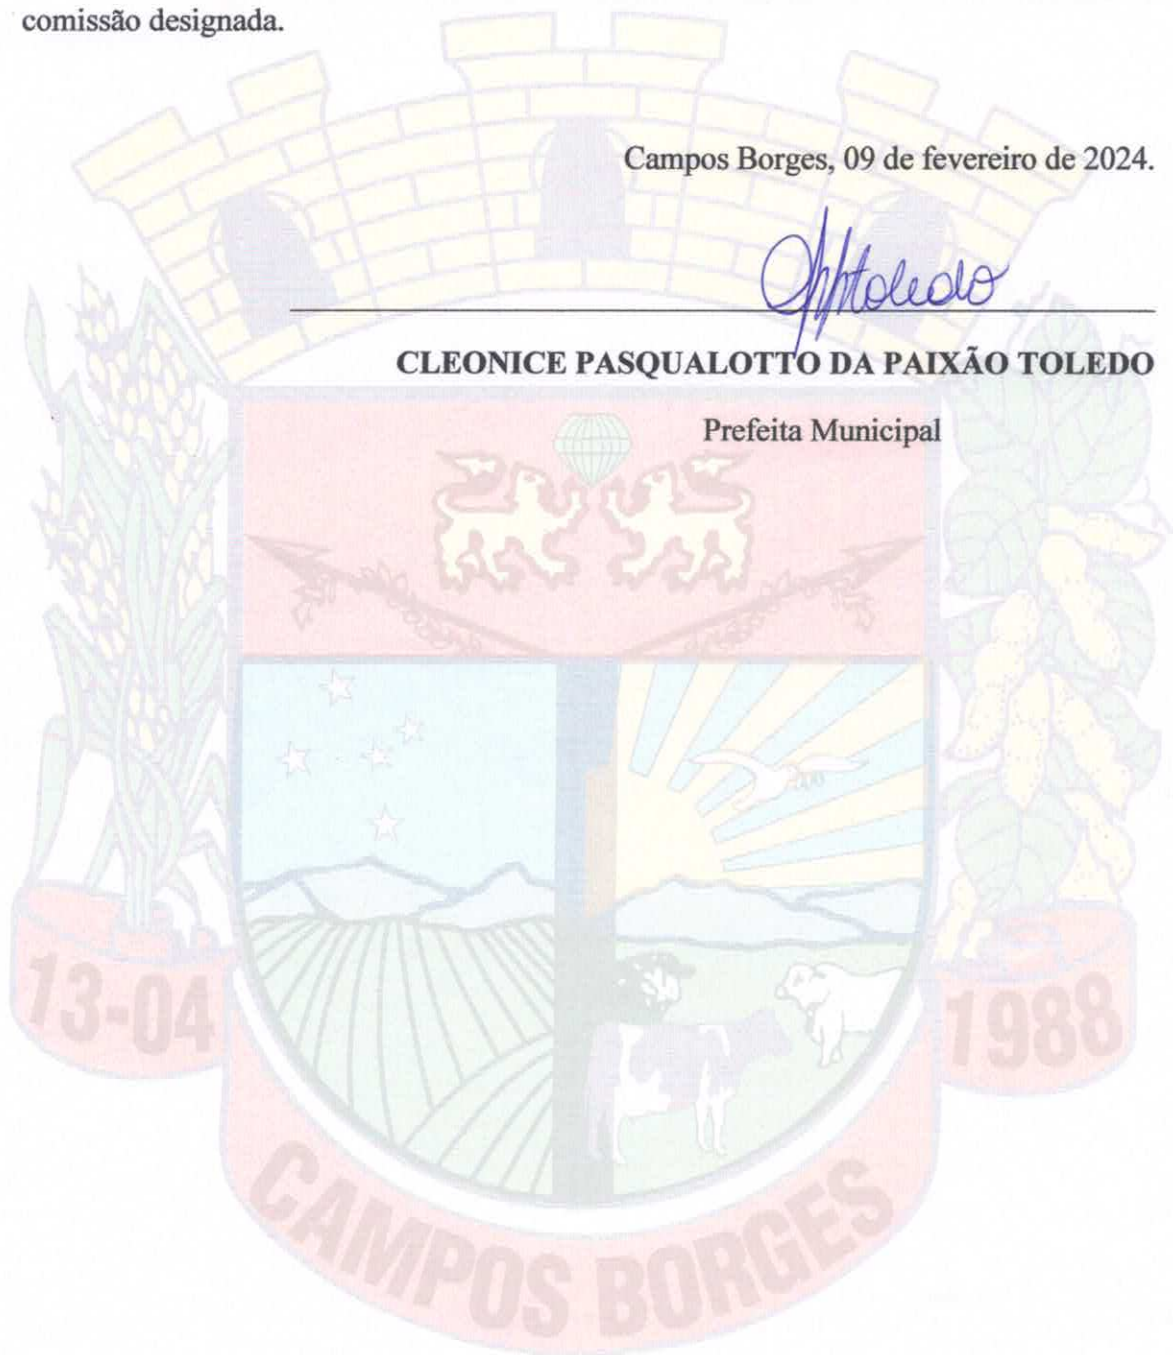 comissão designada.
Campos Borges, 09 de fevereiro de 2024.
CLEONICE PASQUALOTTO DA PAIXÃO TOLEDO
Prefeita Municipal
13-04
1988
CAMPOS BORGES